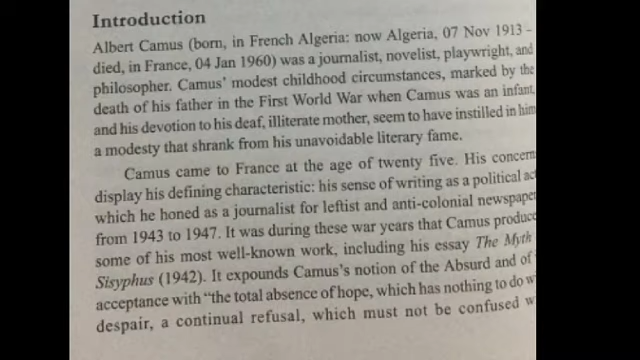 Introduction
Albert Camus (born, in French Algeria: now Algeria, 07 Nov 1913 -
died, in France, 04 Jan 1960) was a journalist, novelist, playwright, and
philosopher. Camus' modest childhood circumstances, marked by the
death of his father in the First World War when Camus was an infant,
and his devotion to his deaf, illiterate mother, seem to have instilled in him
a modesty that shrank from his unavoidable literary fame.
Camus came to France at the age of twenty five. His concern
display his defining characteristic: his sense of writing as a political act
which he honed as a journalist for leftist and anti-colonial newspaper
from 1943 to 1947. It was during these war years that Camus produce
some of his most well-known work, including his essay The Myth
Sisyphus (1942). It expounds Camus's notion of the Absurd and of
acceptance with "the total absence of hope, which has nothing to do w
despair, a continual refusal, which must not be confused w